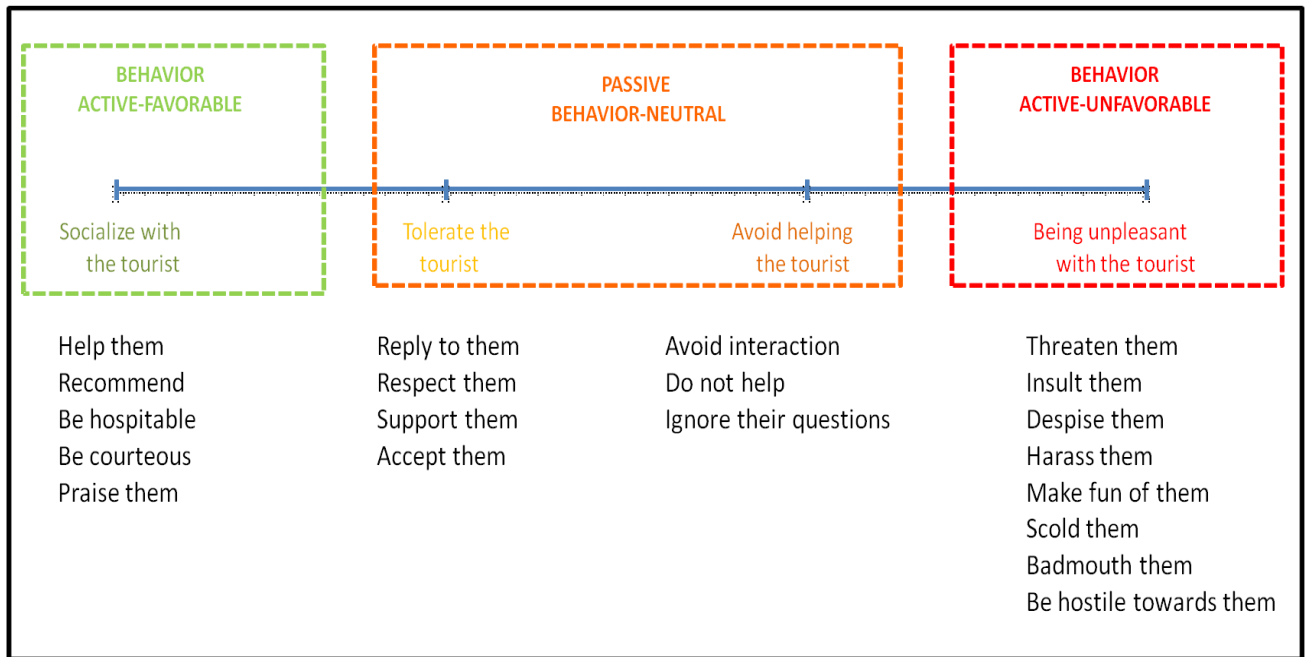 BEHAVIOR
ACTIVE-FAVORABLE
PASSIVE
BEHAVIOR-NEUTRAL
BEHAVIOR
ACTIVE-UNFAVORABLE
Socialize with
the tourist
Tolerate the
tourist
Avoid helping
the tourist
Being unpleasant
with the tourist
Help them
Recommend
Be hospitable
Be courteous
Praise them
Reply to them
Respect them
Support them
Accept them
Avoid interaction
Do not help
Ignore their questions
Threaten them
Insult them
Despise them
Harass them
Make fun of them
Scold them
Badmouth them
Be hostile towards them